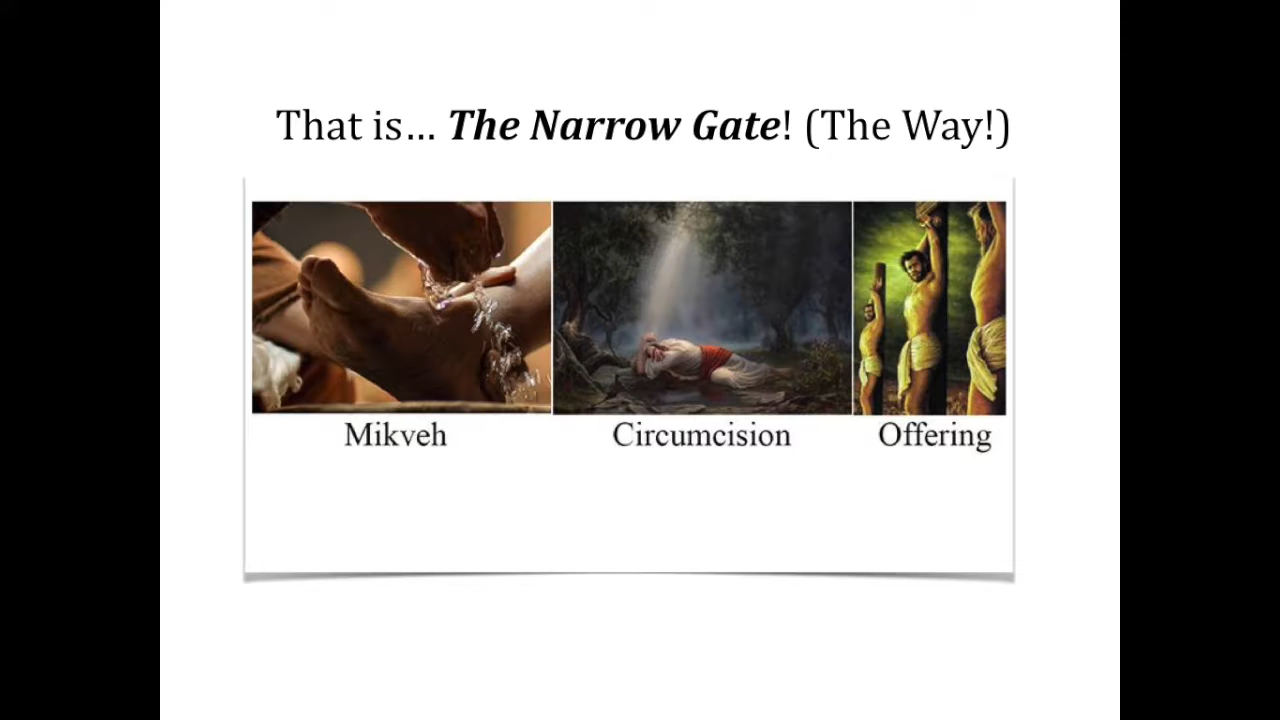 That is... The Narrow Gate! (The Way!)
Mikveh Circumcision Offering